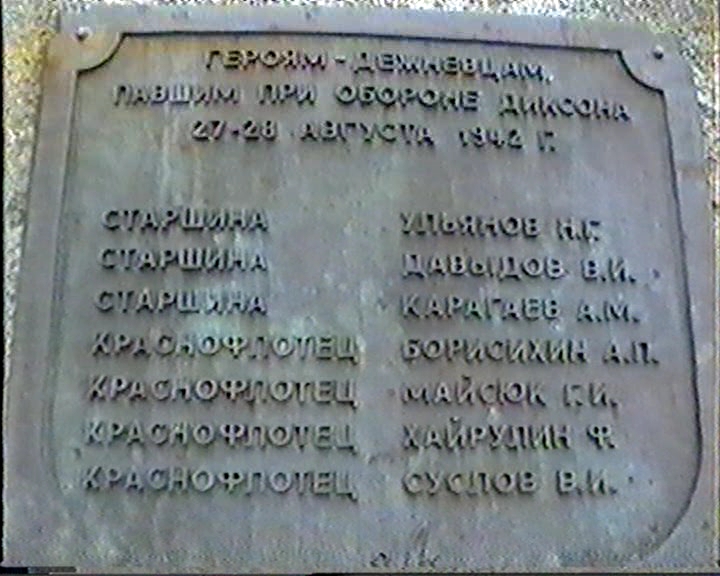 ГЕРОЯМ - ДЕЖНЕВЦАМ,
ПАВШИМ ПРИ ОБОРОНЕ ДИКСОНА
27-28 АВГУСТА 1942 Г.
СТАРШИНА УЛЬЯНОВ Н.Г.
СТАРШИНА ДАВЫДОВ В.И.
СТАРШИНА КАРАГАЕВ А.М.
КРАСНОФЛОТЕЦ БОРИСИХИН А.П.
КРАСНОФЛОТЕЦ МАЙСЮК Г.И.
КРАСНОФЛОТЕЦ ХАЙРУЛИН Ф.
КРАСНОФЛОТЕЦ СУСЛОВ В.И.